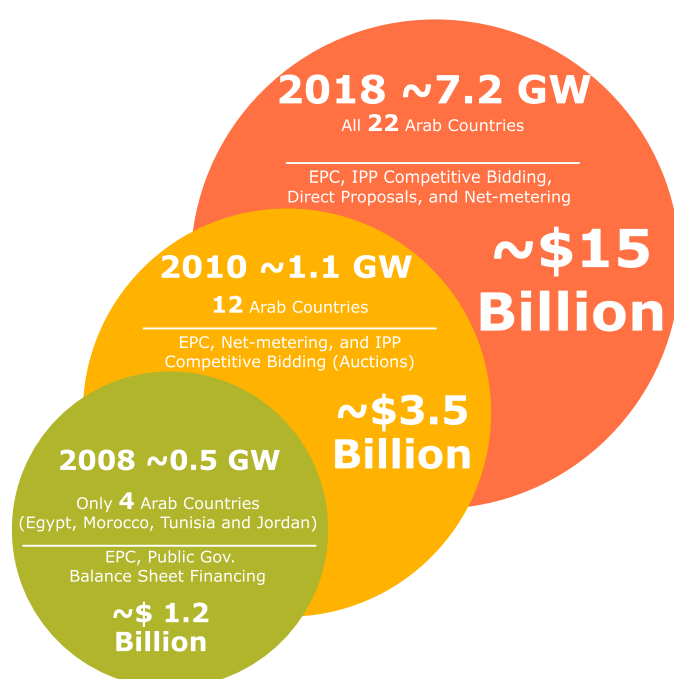 2018 ~7.2 GW
All 22 Arab Countries
EPC, IPP Competitive Bidding,
Direct Proposals, and Net-metering
~$15
Billion
2010 ~1.1 GW
12 Arab Countries
EPC, Net-metering, and IPP
Competitive Bidding (Auctions)
~$3.5
Billion
2008 ~0.5 GW
Only 4 Arab Countries
(Egypt, Morocco, Tunisia and Jordan)
EPC, Public Gov.
Balance Sheet Financing
~$ 1.2
Billion